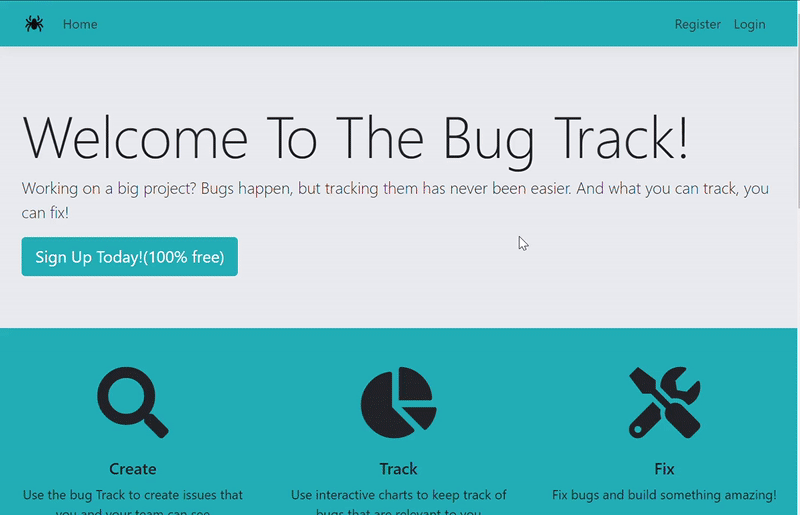 Home Register Login
Welcome To The Bug Track!
Working on a big project? Bugs happen, but tracking them has never been easier. And what you can track, you
can fix!
Sign Up Today!(100% free)
Create
Use the bug Track to create issues that
you and your team can see
Track
Use interactive charts to keep track of
bugs that are relevant to you
Fix
Fix bugs and build something amazing!